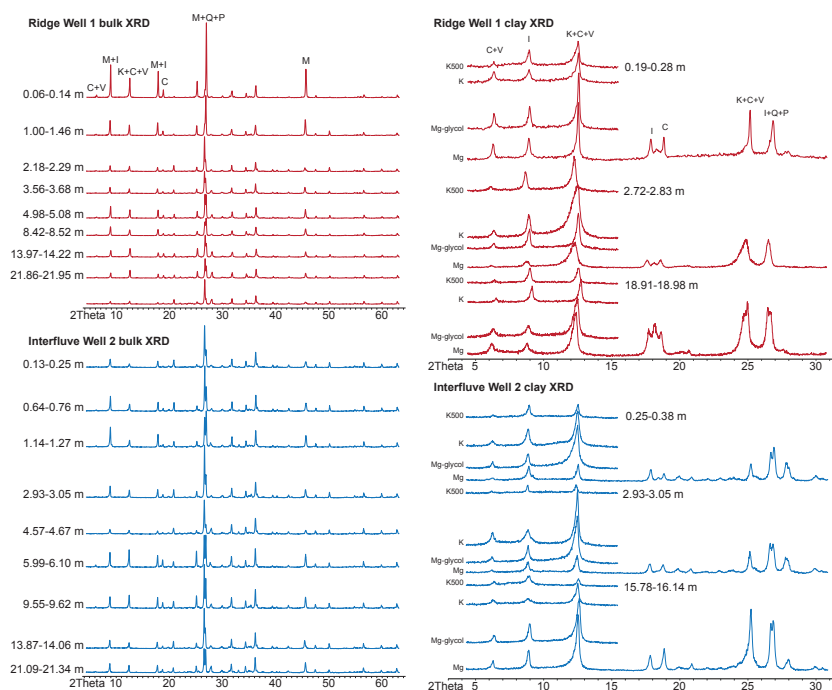 Ridge Well 1 bulk XRD
M+Q+P
M+I
K+C+V
M+I
C
C+V
M
0.06-0.14 m
1.00-1.46 m
2.18-2.29 m
3.56-3.68 m
4.98-5.08 m
8.42-8.52 m
13.97-14.22 m
21.86-21.95 m
2Theta 10 20 30 40 50 60
Interfluve Well 2 bulk XRD
0.13-0.25 m
0.64-0.76 m
1.14-1.27 m
2.93-3.05 m
4.57-4.67 m
5.99-6.10 m
9.55-9.62 m
13.87-14.06 m
21.09-21.34 m
2Theta 10 20 30 40 50 60
Ridge Well 1 clay XRD
C+V
I
K+C+V
K500
0.19-0.28 m
K
Mg-glycol
Mg
I
C
K+C+V
I+Q+P
K500
2.72-2.83 m
K
Mg-glycol
Mg
K500
18.91-18.98 m
K
Mg-glycol
Mg
2Theta 5 10 15 20 25 30
Interfluve Well 2 clay XRD
K500
0.25-0.38 m
K
Mg-glycol
Mg
K500
2.93-3.05 m
K
Mg-glycol
Mg
K500
15.78-16.14 m
K
Mg-glycol
Mg
2Theta 5 10 15 20 25 30